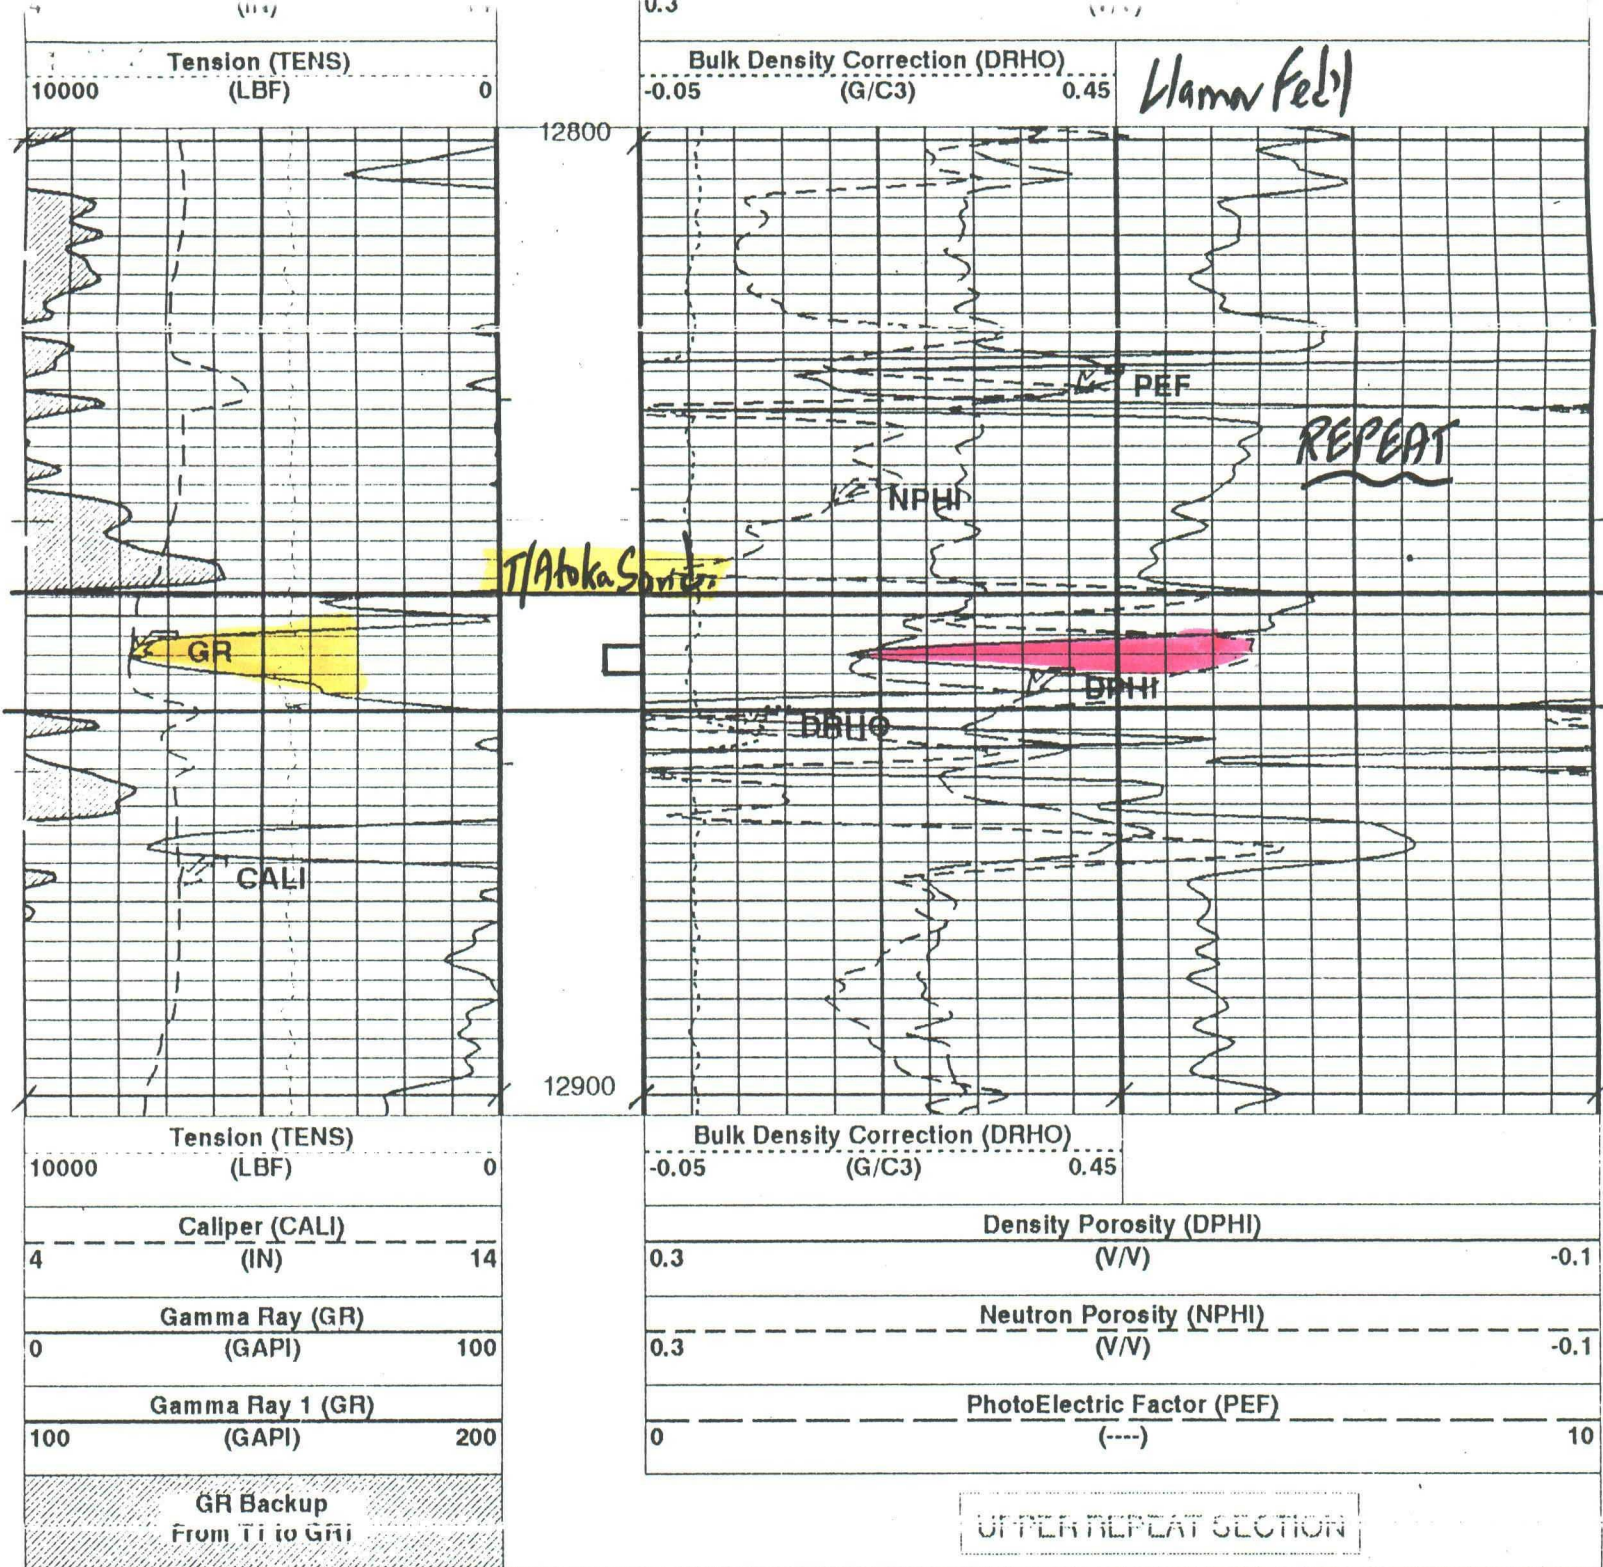 0.3
Tension (TENS)
10000 (LBF) 0
Bulk Density Correction (DRHO)
-0.05 (G/C3) 0.45
Llamar Fed'l
12800
PEF
REPEAT
NPHI
T/Atoka
GR
DPHI
DRHO
CALI
12900
Tension (TENS)
10000 (LBF) 0
Caliper (CALI)
4 (IN) 14
Gamma Ray (GR)
0 (GAPI) 100
Gamma Ray 1 (GR)
100 (GAPI) 200
GR Backup
From T1 to GR1
Bulk Density Correction (DRHO)
-0.05 (G/C3) 0.45
Density Porosity (DPHI)
0.3 (V/V) -0.1
Neutron Porosity (NPHI)
0.3 (V/V) -0.1
PhotoElectric Factor (PEF)
0 (----) 10
UPPER REPEAT SECTION